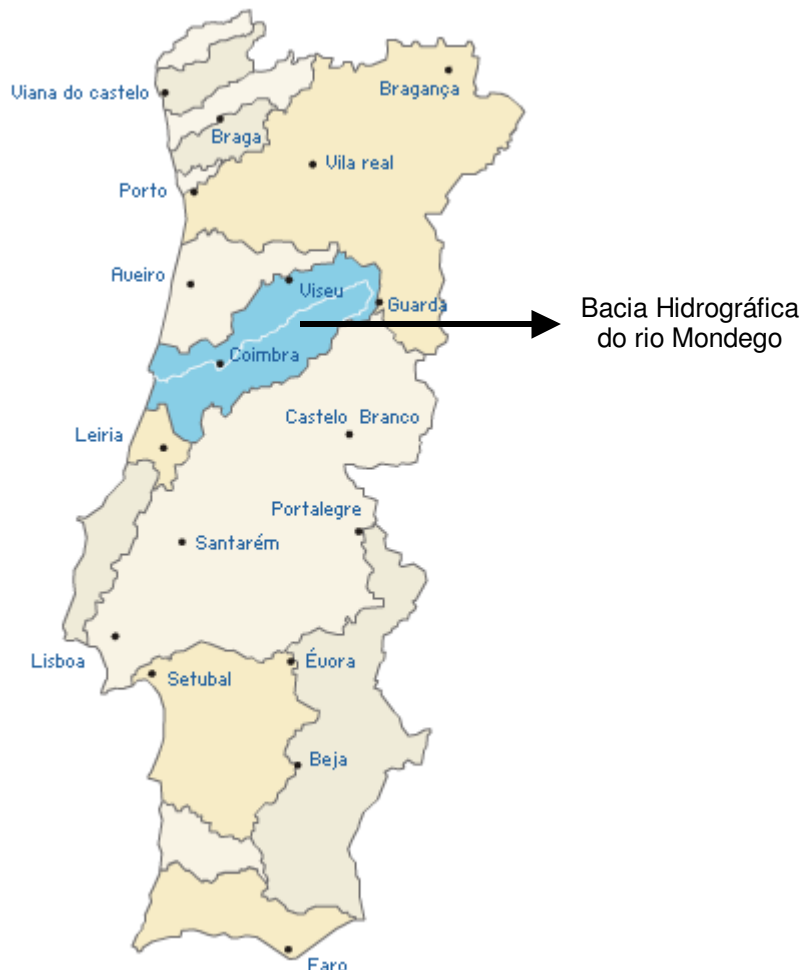 Viana do castelo
Bragança
Braga
Vila real
Porto
Aveiro
Viseu
Guarda
Bacia Hidrográfica
do rio Mondego
Coimbra
Castelo Branco
Leiria
Portalegre
Santarém
Lisboa
Évora
Setubal
Beja
Faro